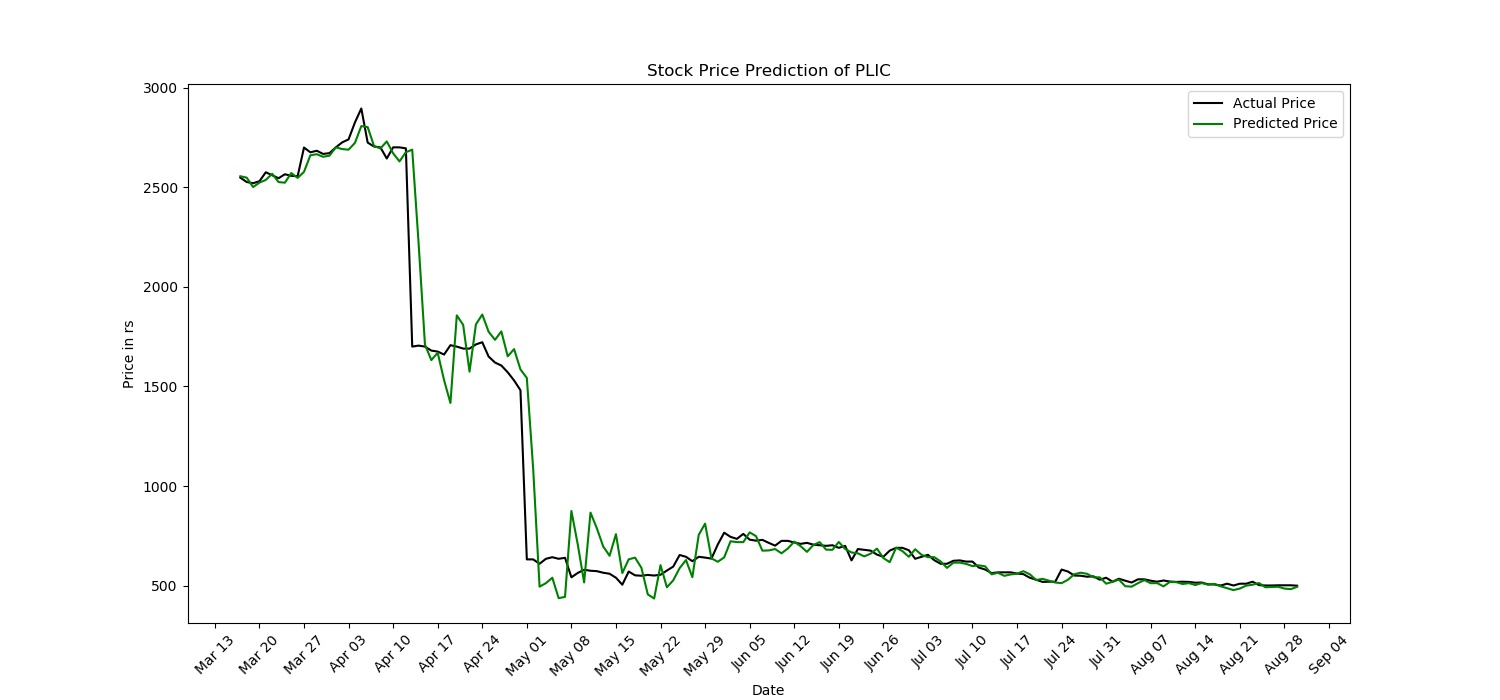 Stock Price Prediction of PLIC
Actual Price
Predicted Price
Price in rs
3000
2500
2000
1500
1000
500
Mar 13
Mar 20
Mar 27
Apr 03
Apr 10
Apr 17
Apr 24
May 01
May 08
May 15
May 22
May 29
Jun 05
Jun 12
Jun 19
Jun 26
Jul 03
Jul 10
Jul 17
Jul 24
Jul 31
Aug 07
Aug 14
Aug 21
Aug 28
Sep 04
Date